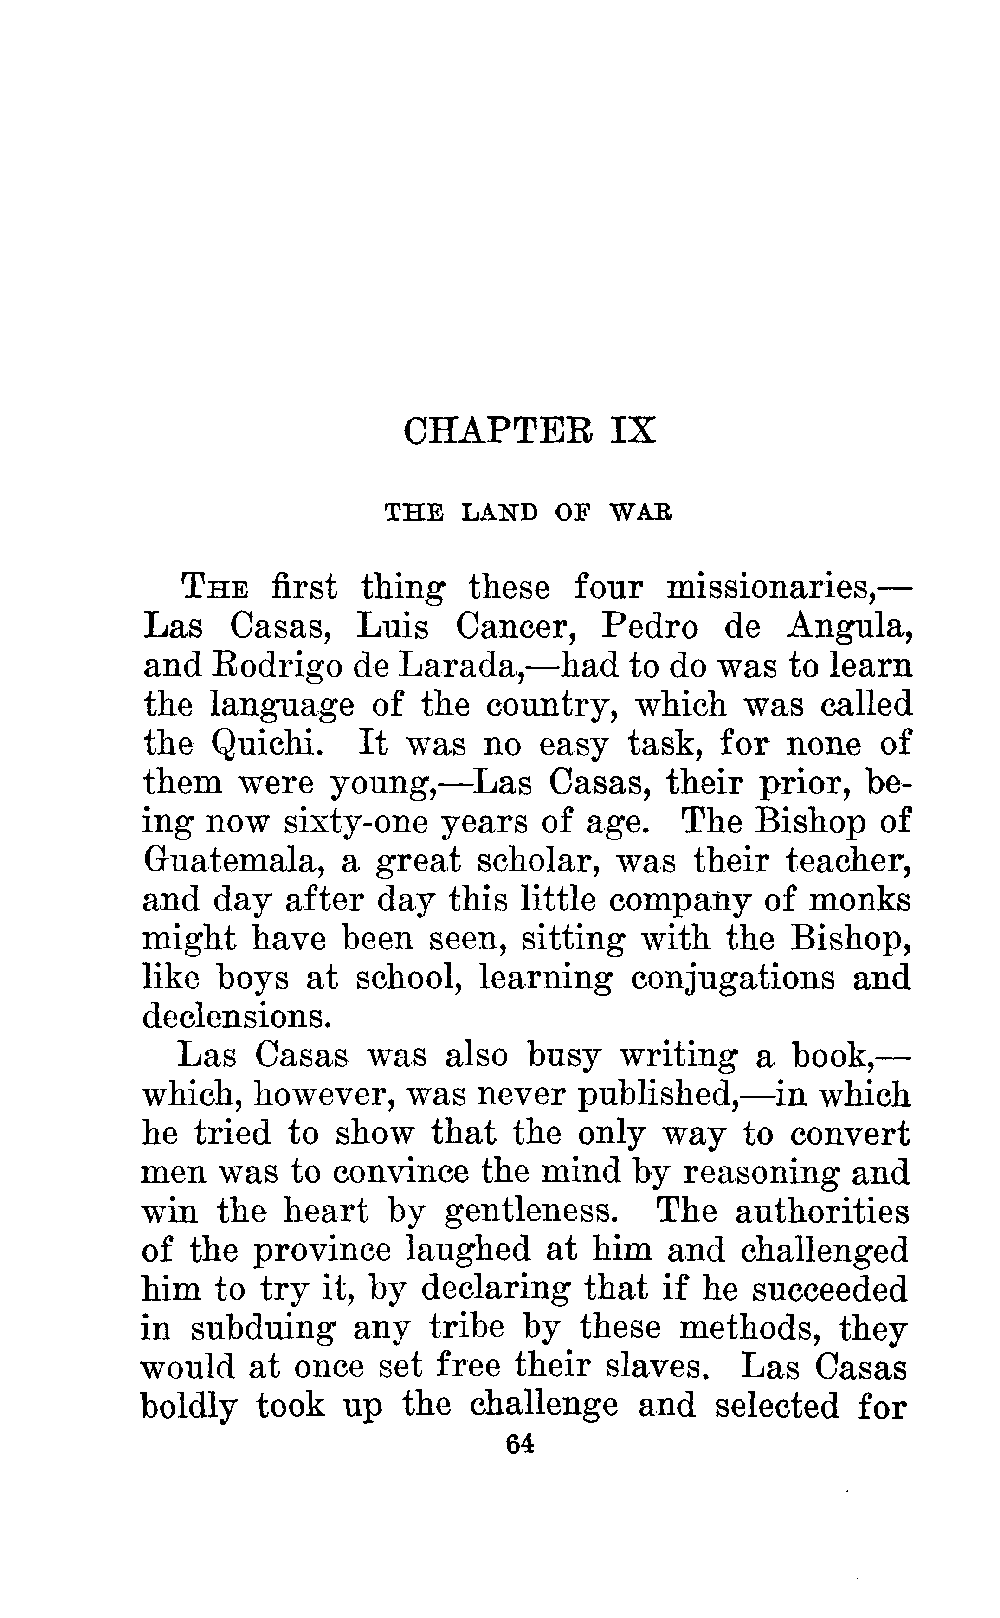 CHAPTER IX
THE LAND OF WAR
THE first thing these four missionaries,—
Las Casas, Luis Cancer, Pedro de Angula,
and Rodrigo de Larada,—had to do was to learn
the language of the country, which was called
the Quichi. It was no easy task, for none of
them were young,—Las Casas, their prior, be-
ing now sixty-one years of age. The Bishop of
Guatemala, a great scholar, was their teacher,
and day after day this little company of monks
might have been seen, sitting with the Bishop,
like boys at school, learning conjugations and
declensions.
Las Casas was also busy writing a book,—
which, however, was never published,—in which
he tried to show that the only way to convert
men was to convince the mind by reasoning and
win the heart by gentleness. The authorities
of the province laughed at him and challenged
him to try it, by declaring that if he succeeded
in subduing any tribe by these methods, they
would at once set free their slaves. Las Casas
boldly took up the challenge and selected for
64